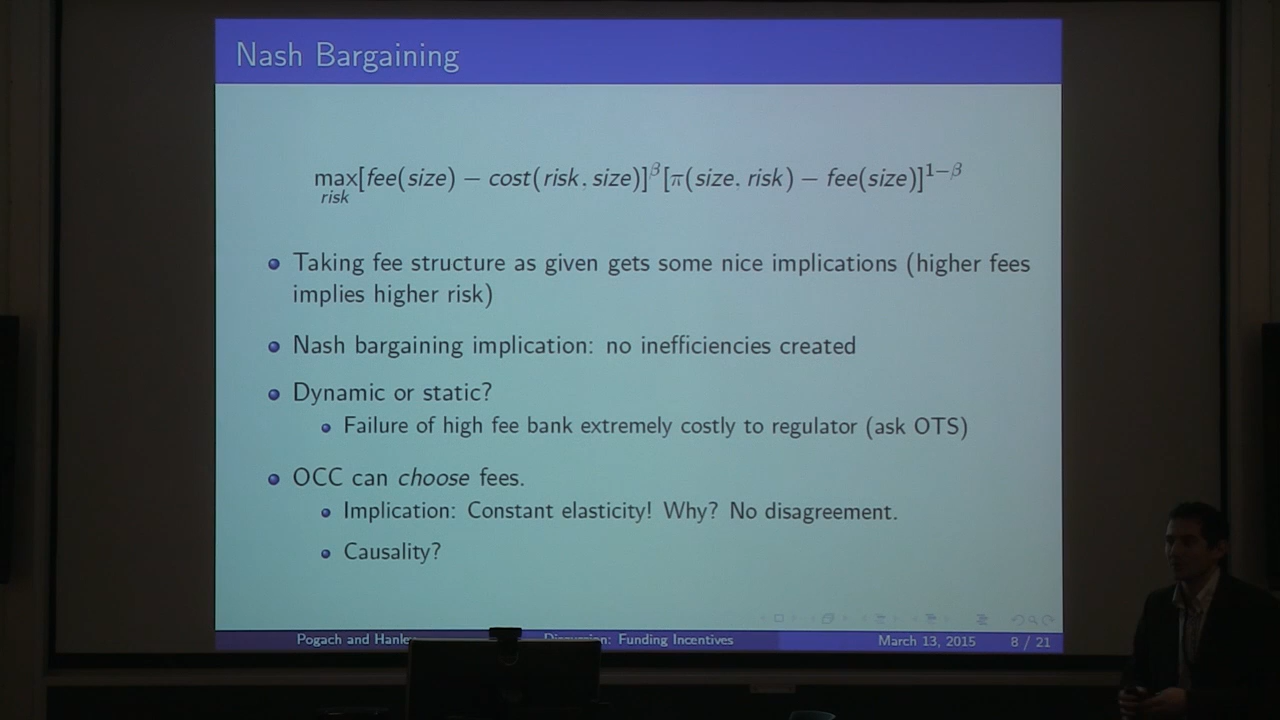 Nash Bargaining
max[fee(size) − cost(risk, size)]^β [π(size, risk) − fee(size)]^{1−β}
risk
Taking fee structure as given gets some nice implications (higher fees
implies higher risk)
Nash bargaining implication: no inefficiencies created
Dynamic or static?
Failure of high fee bank extremely costly to regulator (ask OTS)
OCC can choose fees.
Implication: Constant elasticity! Why? No disagreement.
Causality?
Pogach and Hanley Discussion: Funding Incentives March 13, 2015 8 / 21